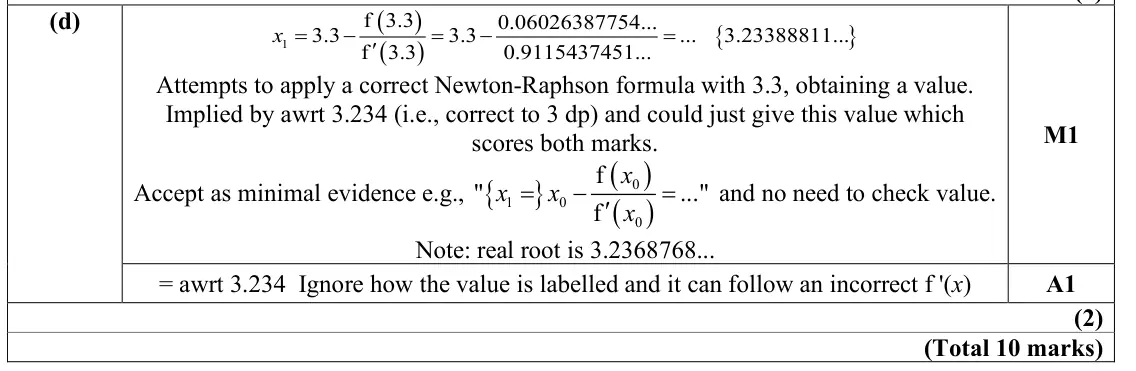 (d)
x₁ = 3.3 − f(3.3)/f′(3.3) = 3.3 − 0.06026387754.../0.9115437451... = ... {3.23388811...}
Attempts to apply a correct Newton-Raphson formula with 3.3, obtaining a value.
Implied by awrt 3.234 (i.e., correct to 3 dp) and could just give this value which
scores both marks.
M1
Accept as minimal evidence e.g., "{x₁ =} x₀ − f(x₀)/f′(x₀) = ..." and no need to check value.
Note: real root is 3.2368768...
= awrt 3.234 Ignore how the value is labelled and it can follow an incorrect f '(x)
A1
(2)
(Total 10 marks)